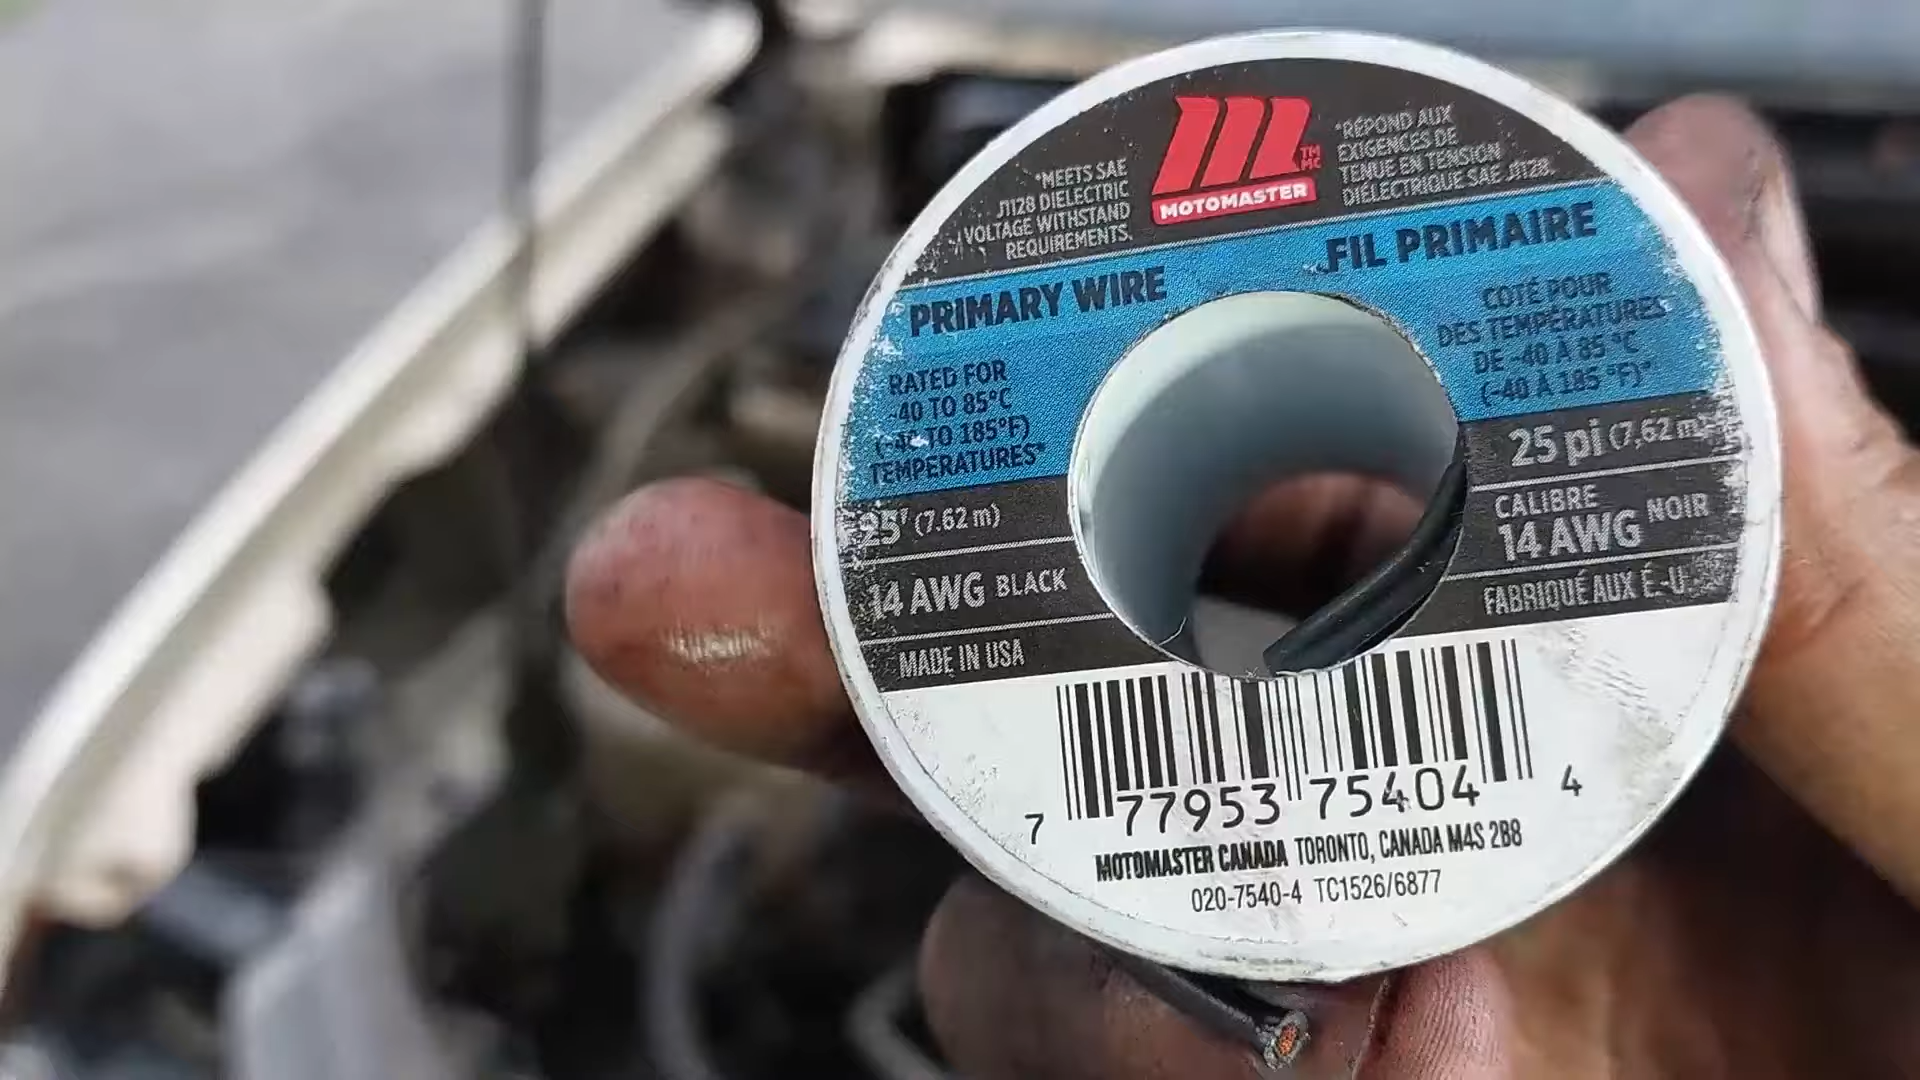 *MEETS SAE
J1128 DIELECTRIC
VOLTAGE WITHSTAND
REQUIREMENTS.
TM
MC
MOTOMASTER
*RÉPOND AUX
EXIGENCES DE
TENUE EN TENSION
DIÉLECTRIQUE SAE J1128.
PRIMARY WIRE
RATED FOR
-40 TO 85°C
(-40 TO 185°F)
TEMPERATURES*
FIL PRIMAIRE
COTÉ POUR
DES TEMPÉRATURES
DE -40 À 85 °C
(-40 À 185 °F)*
25' (7.62 m)
14 AWG BLACK
MADE IN USA
25 pi (7,62 m)
CALIBRE
14 AWG NOIR
FABRIQUÉ AUX É.-U.
7 77953 75404 4
MOTOMASTER CANADA TORONTO, CANADA M4S 2B8
020-7540-4 TC1526/6877